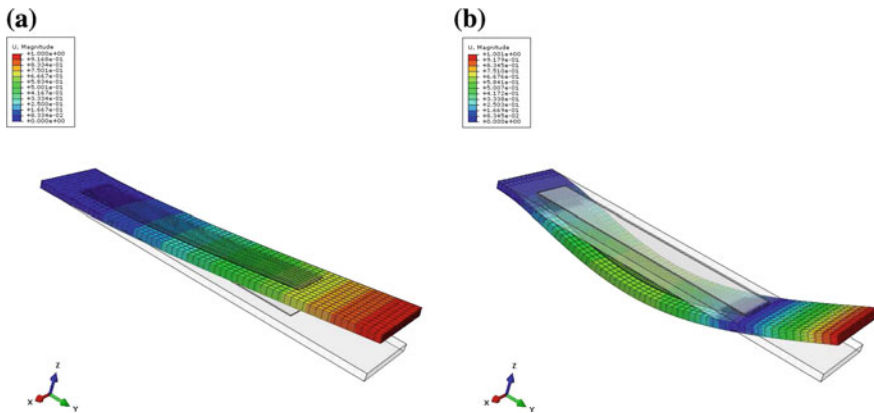 (a)
U, Magnitude
+1.000e+00
+9.168e-01
+8.334e-01
+7.501e-01
+6.667e-01
+5.834e-01
+5.001e-01
+4.167e-01
+3.334e-01
+2.500e-01
+1.667e-01
+8.334e-02
+0.000e+00
Z
X
Y
(b)
U, Magnitude
+1.001e+00
+9.179e-01
+8.345e-01
+7.510e-01
+6.676e-01
+5.841e-01
+5.007e-01
+4.172e-01
+3.338e-01
+2.503e-01
+1.669e-01
+8.345e-02
+0.000e+00
Z
X
Y